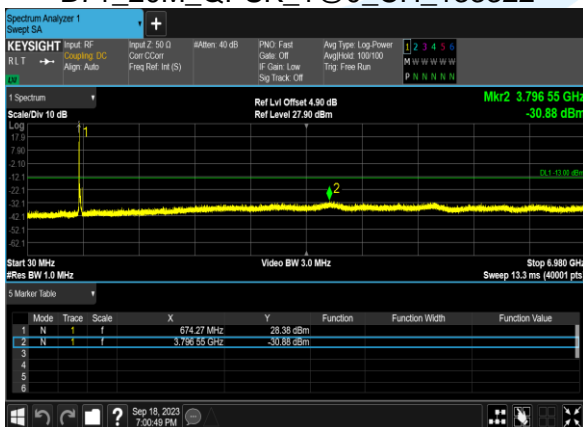 Spectrum Analyzer 1
Swept SA
KEYSIGHT
RLT
Input: RF
Coupling: DC
Align: Auto
Input Z: 50 Ω
Corr CCorr
Freq Ref: Int (S)
#Atten: 40 dB
PNO: Fast
Gate: Off
IF Gain: Low
Sig Track: Off
Avg Type: Log-Power
Avg|Hold: 100/100
Trig: Free Run
1 2 3 4 5 6
M W W W W W
P N N N N N
1 Spectrum
Scale/Div 10 dB
Ref Lvl Offset 4.90 dB
Ref Level 27.90 dBm
Mkr2 3.796 55 GHz
-30.88 dBm
Log
17.9
7.90
-2.10
-12.1
-22.1
-32.1
-42.1
-52.1
-62.1
1
2
DL1 -13.00 dBm
Start 30 MHz
#Res BW 1.0 MHz
Video BW 3.0 MHz
Stop 6.980 GHz
Sweep 13.3 ms (40001 pts)
5 Marker Table
Mode Trace Scale X Y Function Function Width Function Value
1 N 1 f 674.27 MHz 28.38 dBm
2 N 1 f 3.796 55 GHz -30.88 dBm
3
4
5
6
Sep 18, 2023
7:00:49 PM